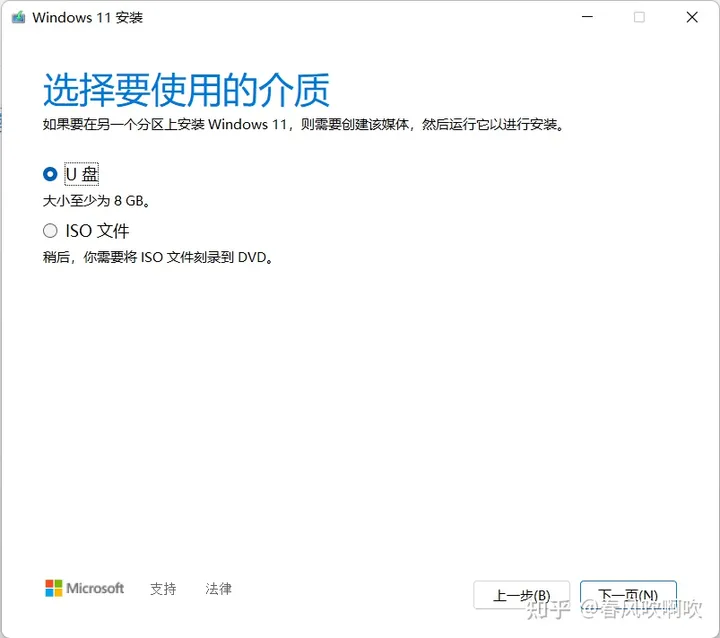 Windows 11 安装
选择要使用的介质
如果要在另一个分区上安装 Windows 11，则需要创建该媒体，然后运行它以进行安装。
U 盘
大小至少为 8 GB。
ISO 文件
稍后，你需要将 ISO 文件刻录到 DVD。
Microsoft 支持 法律 上一步(B) 下一页(N)
知乎 @春风吹啊吹